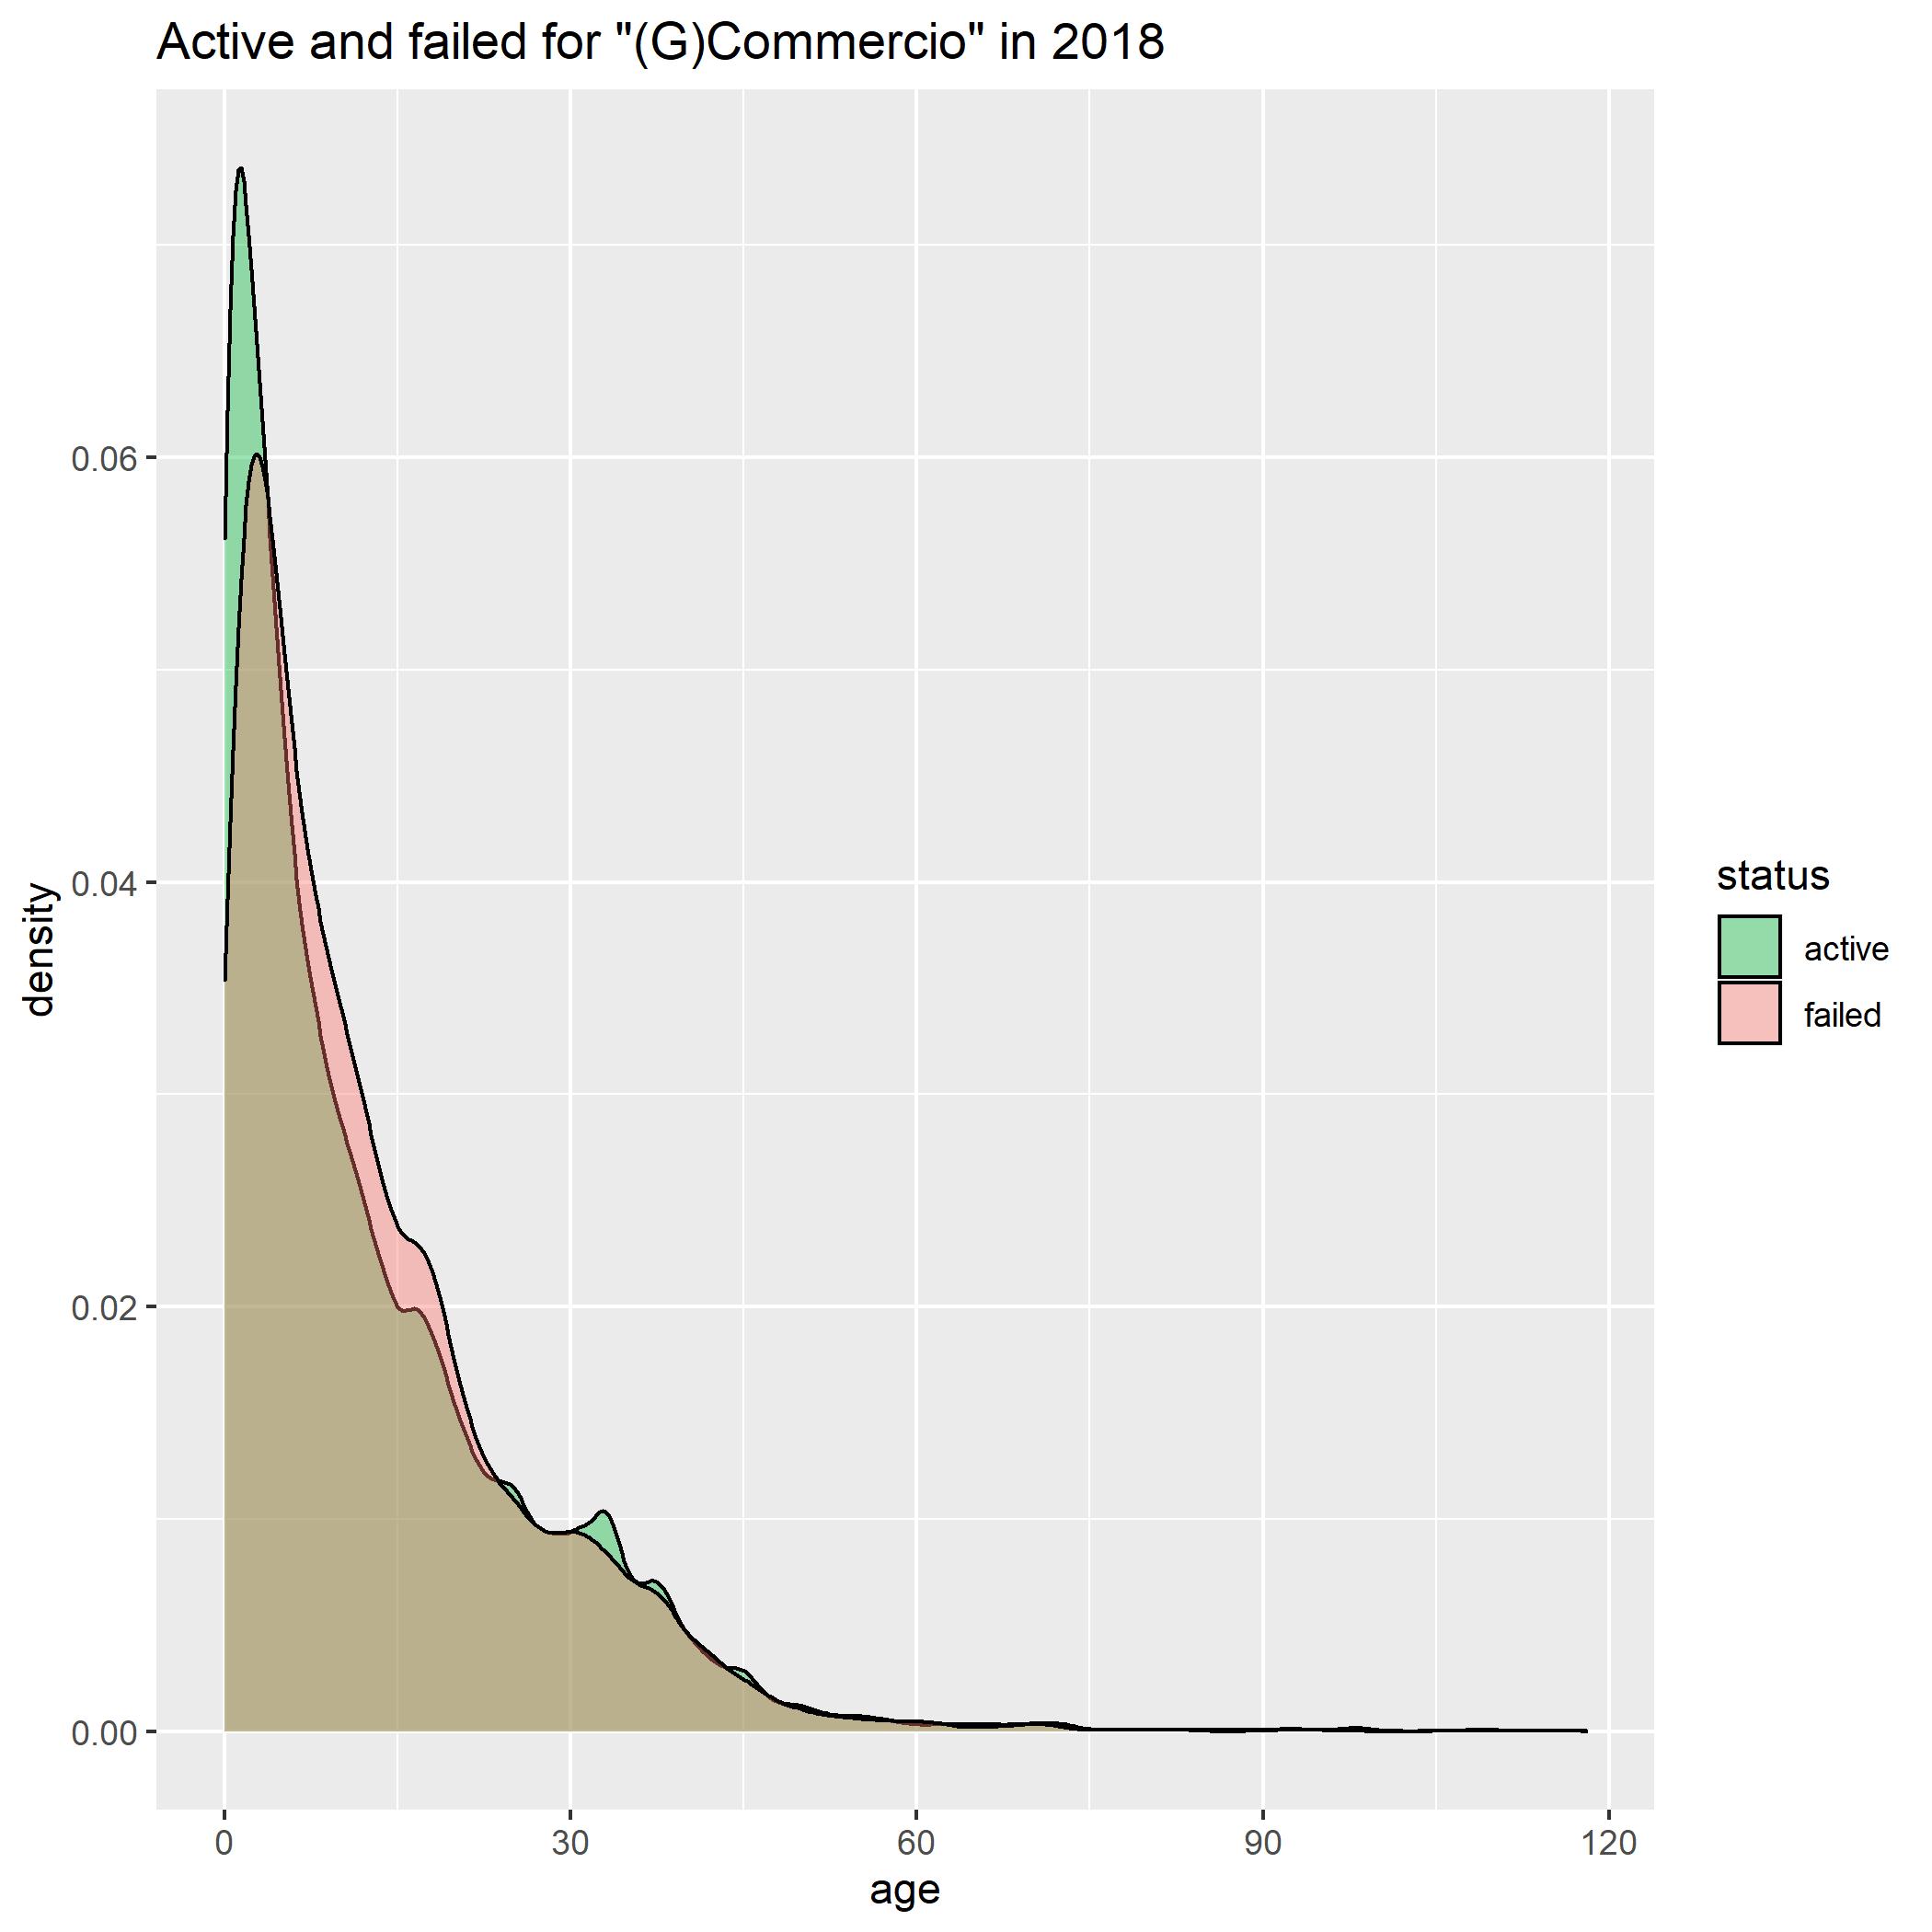 Active and failed for "(G)Commercio" in 2018
density
0.06
0.04
0.02
0.00
0 30 60 90 120
age
status
active
failed